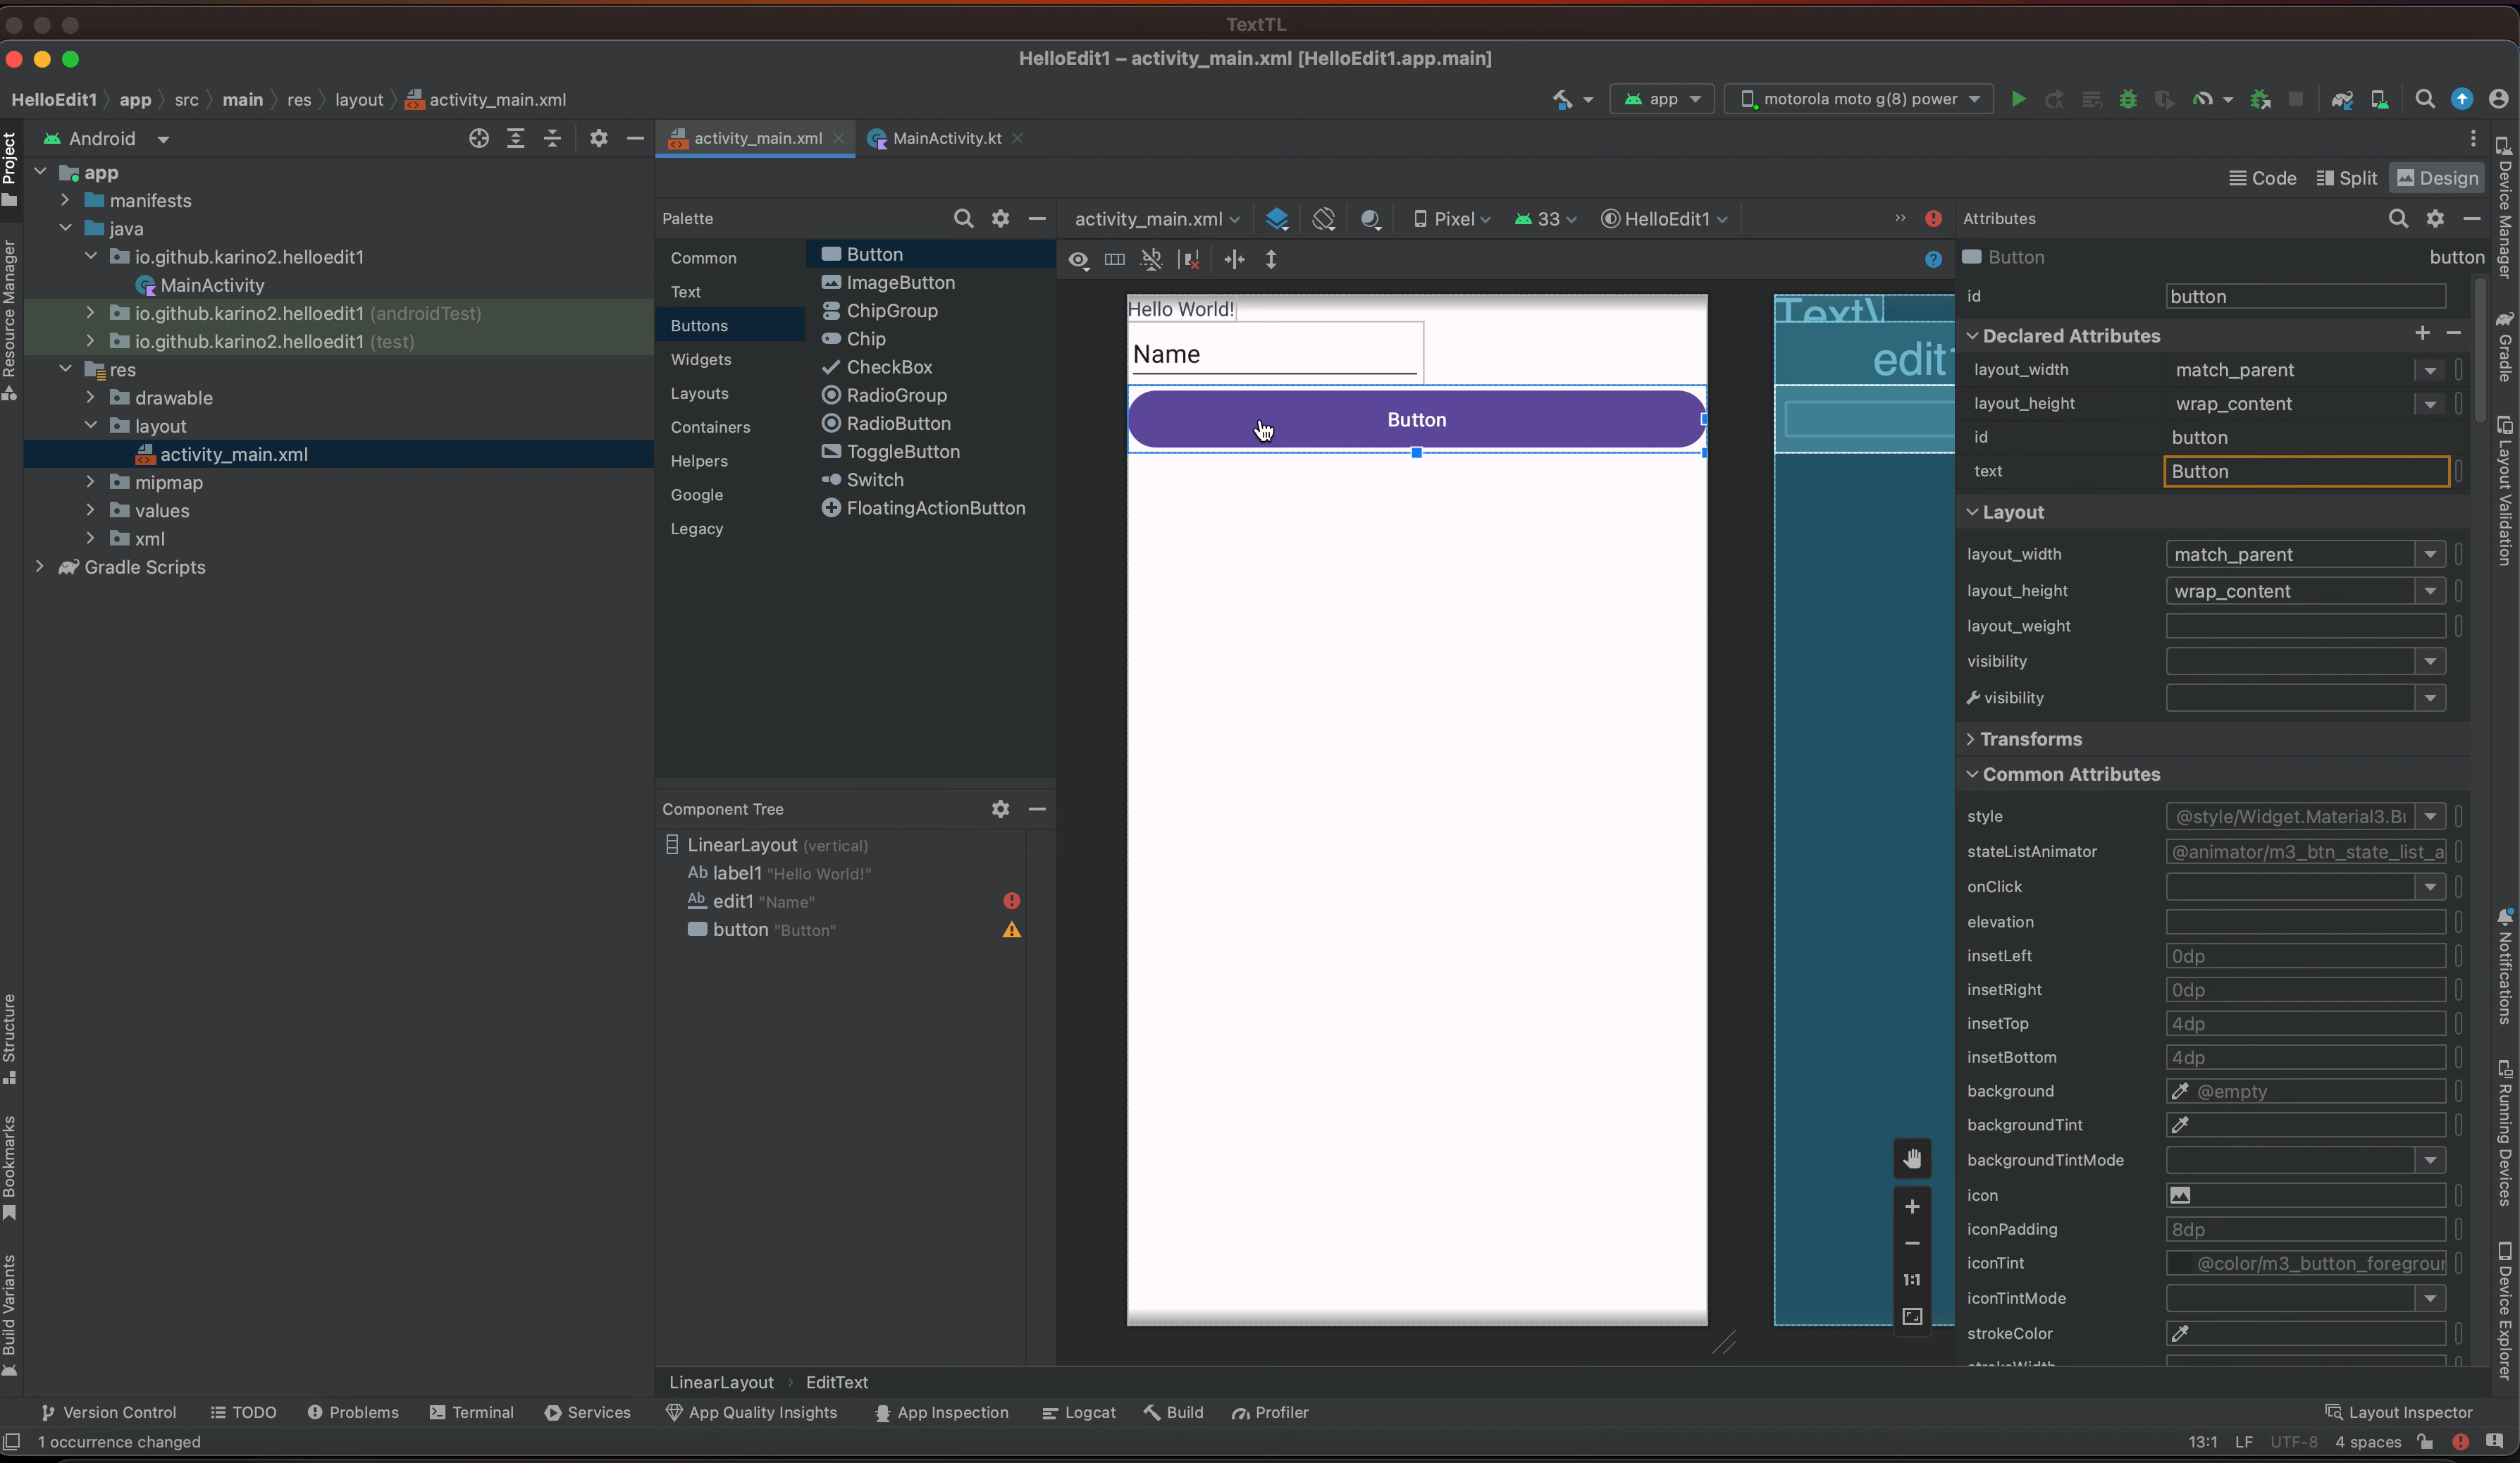 TextTL
HelloEdit1 – activity_main.xml [HelloEdit1.app.main]
HelloEdit1 app src main res layout activity_main.xml
app motorola moto g(8) power
Project
Resource Manager
Structure
Bookmarks
Build Variants
Android
app
manifests
java
io.github.karino2.helloedit1
MainActivity
io.github.karino2.helloedit1 (androidTest)
io.github.karino2.helloedit1 (test)
res
drawable
layout
activity_main.xml
mipmap
values
xml
Gradle Scripts
activity_main.xml MainActivity.kt
Code Split Design
Palette
Common
Text
Buttons
Widgets
Layouts
Containers
Helpers
Google
Legacy
Button
ImageButton
ChipGroup
Chip
CheckBox
RadioGroup
RadioButton
ToggleButton
Switch
FloatingActionButton
Component Tree
LinearLayout (vertical)
Ab label1 "Hello World!"
Ab edit1 "Name"
button "Button"
activity_main.xml Pixel 33 HelloEdit1 »
Hello World!
Name
Button
Text\
edit1
1:1
Attributes
Button button
id button
Declared Attributes
layout_width match_parent
layout_height wrap_content
id button
text Button
Layout
layout_width match_parent
layout_height wrap_content
layout_weight
visibility
visibility
Transforms
Common Attributes
style @style/Widget.Material3.Bu
stateListAnimator @animator/m3_btn_state_list_a
onClick
elevation
insetLeft 0dp
insetRight 0dp
insetTop 4dp
insetBottom 4dp
background @empty
backgroundTint
backgroundTintMode
icon
iconPadding 8dp
iconTint @color/m3_button_foregrour
iconTintMode
strokeColor
strokeWidth
Device Manager
Gradle
Layout Validation
Notifications
Running Devices
Device Explorer
LinearLayout EditText
Version Control TODO Problems Terminal Services App Quality Insights App Inspection Logcat Build Profiler Layout Inspector
1 occurrence changed 13:1 LF UTF-8 4 spaces